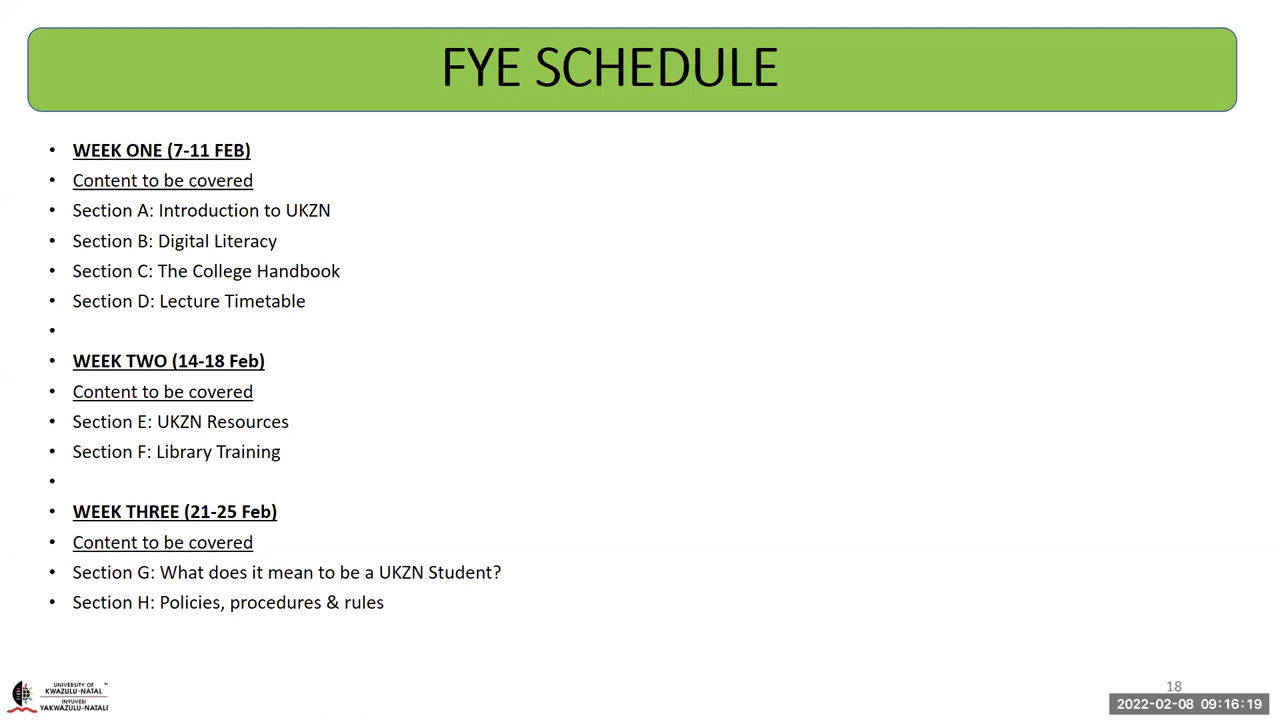 FYE SCHEDULE
• WEEK ONE (7-11 FEB)
• Content to be covered
• Section A: Introduction to UKZN
• Section B: Digital Literacy
• Section C: The College Handbook
• Section D: Lecture Timetable
•
• WEEK TWO (14-18 Feb)
• Content to be covered
• Section E: UKZN Resources
• Section F: Library Training
•
• WEEK THREE (21-25 Feb)
• Content to be covered
• Section G: What does it mean to be a UKZN Student?
• Section H: Policies, procedures & rules
UNIVERSITY OF ™
KWAZULU-NATAL
INYUVESI
YAKWAZULU-NATALI
18
2022-02-08 09:16:19